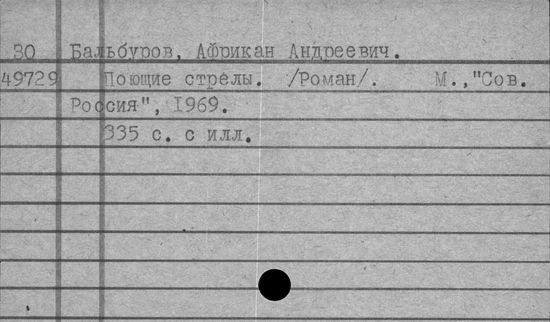 30 Бальбуров, Африкан Андреевич.
49729 Поющие стрелы. /Роман/. М.,"Сов.
Россия", 1969.
335 с. с илл.